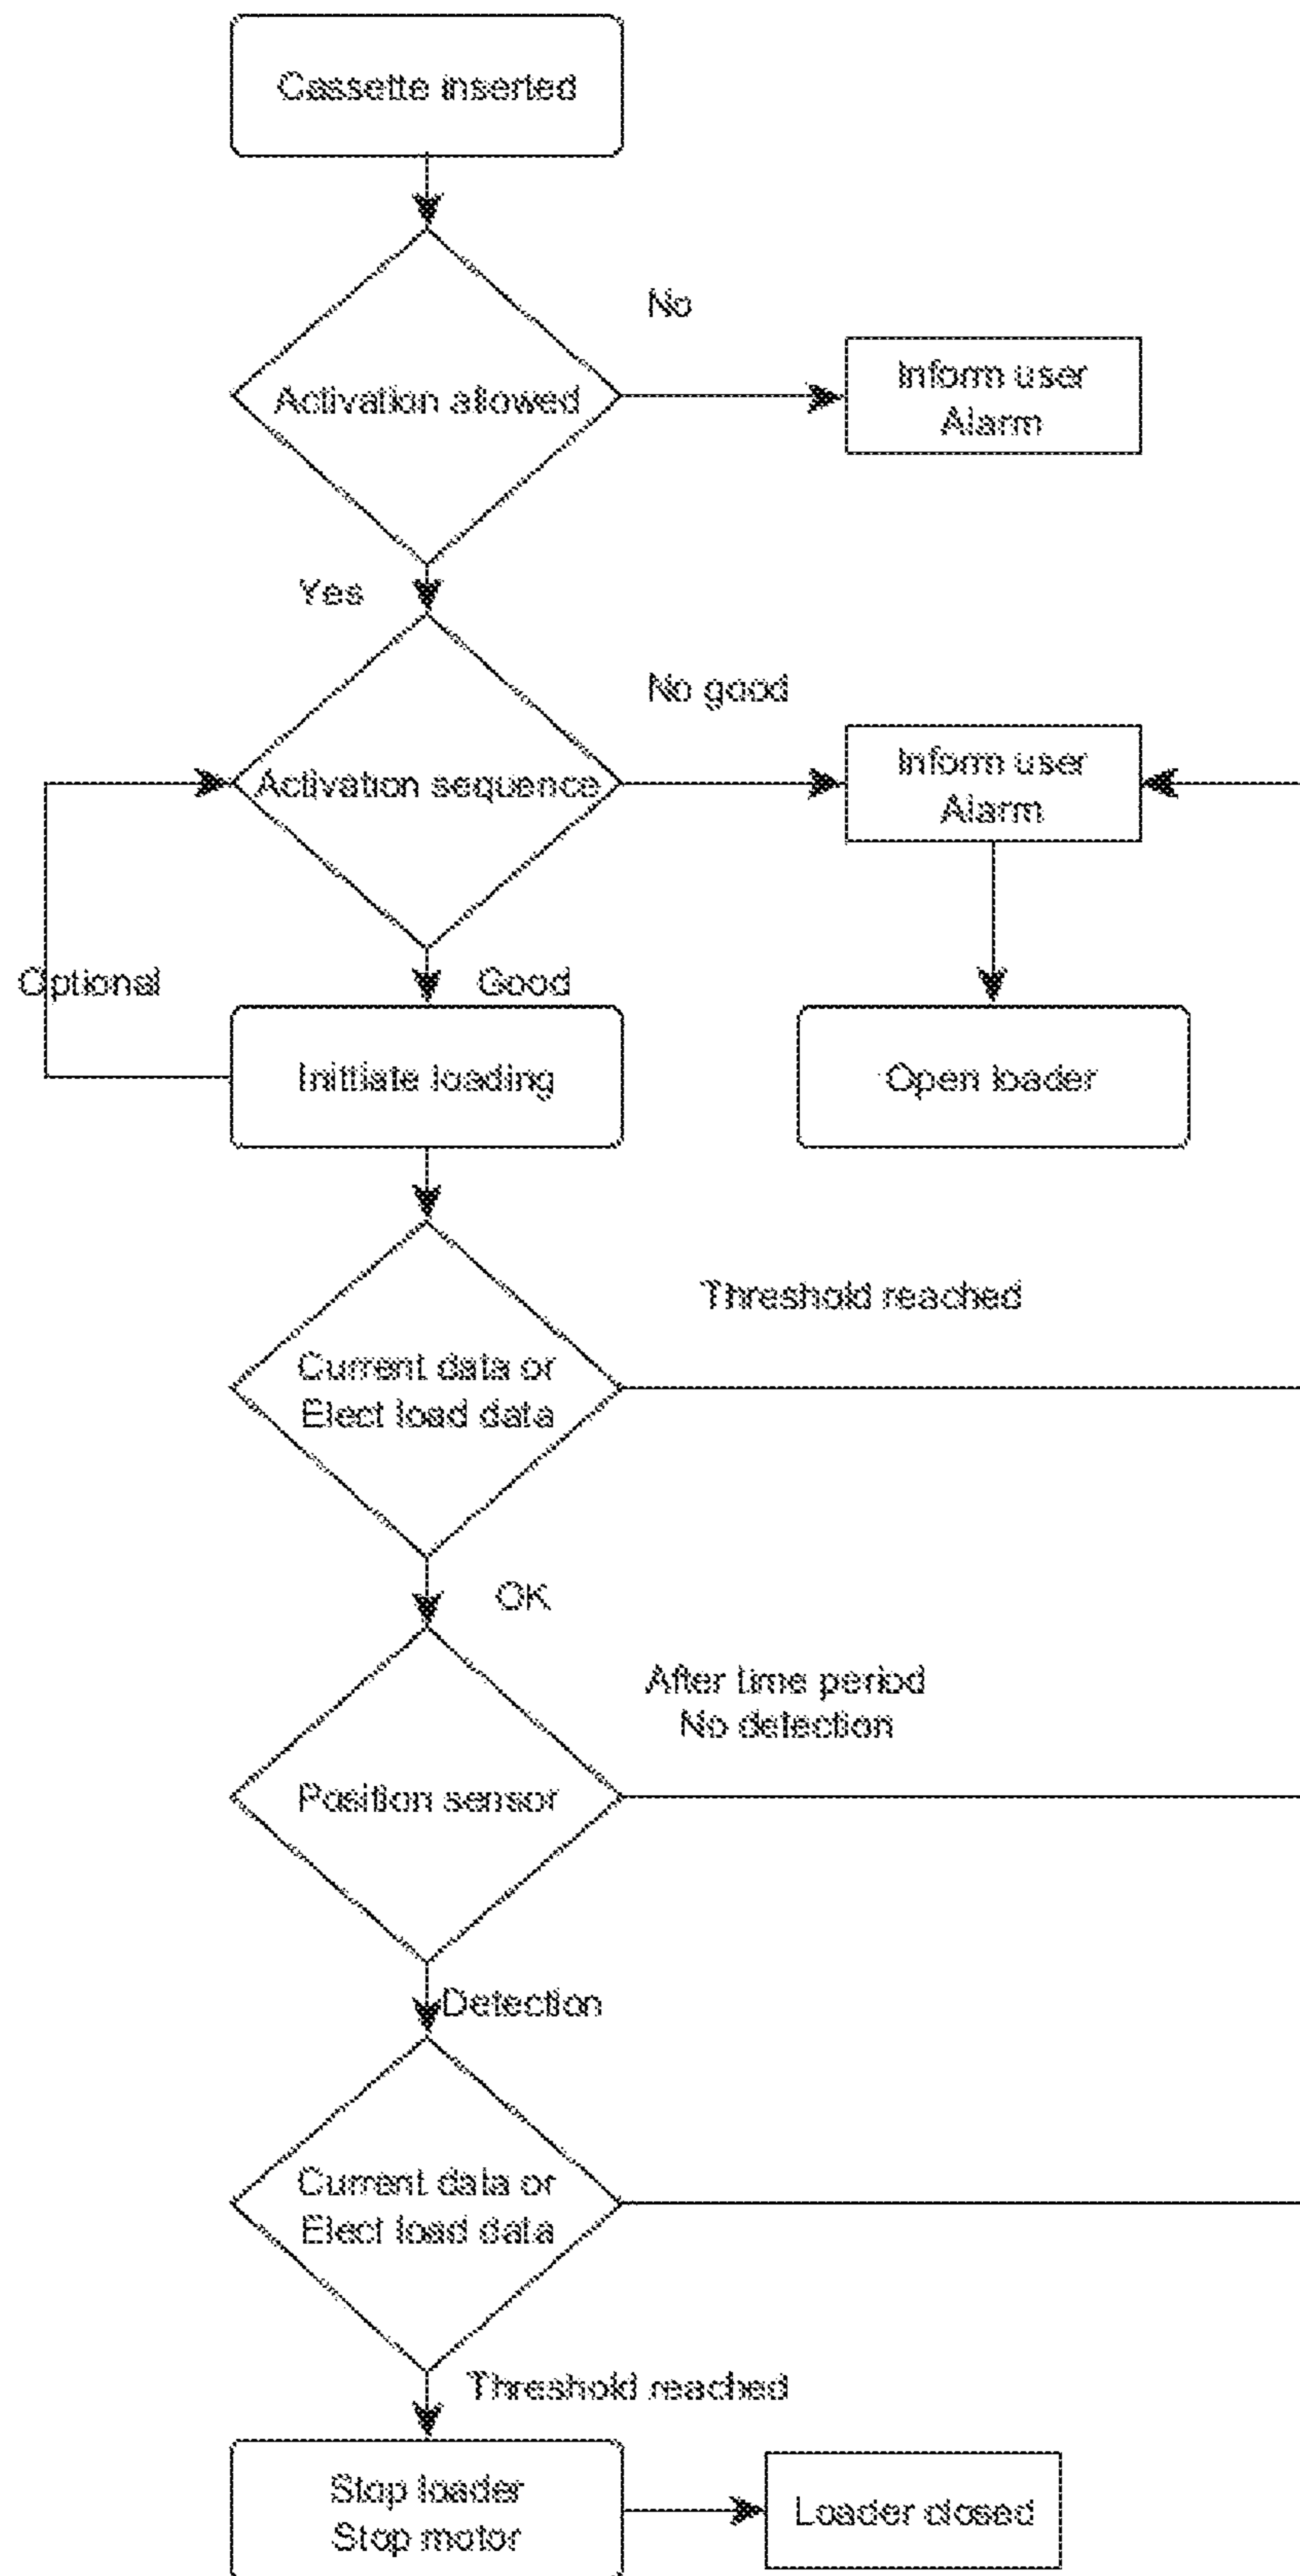 Cassette inserted
No
Activation allowed
Inform user
Alarm
Yes
No good
Activation sequence
Inform user
Alarm
Optional
Good
Inittiate loading
Open loader
Threshold reached
Current data or
Elect load data
OK
After time period
No detection
Position sensor
Detection
Current data or
Elect load data
Threshold reached
Stop loader
Stop motor
Loader closed